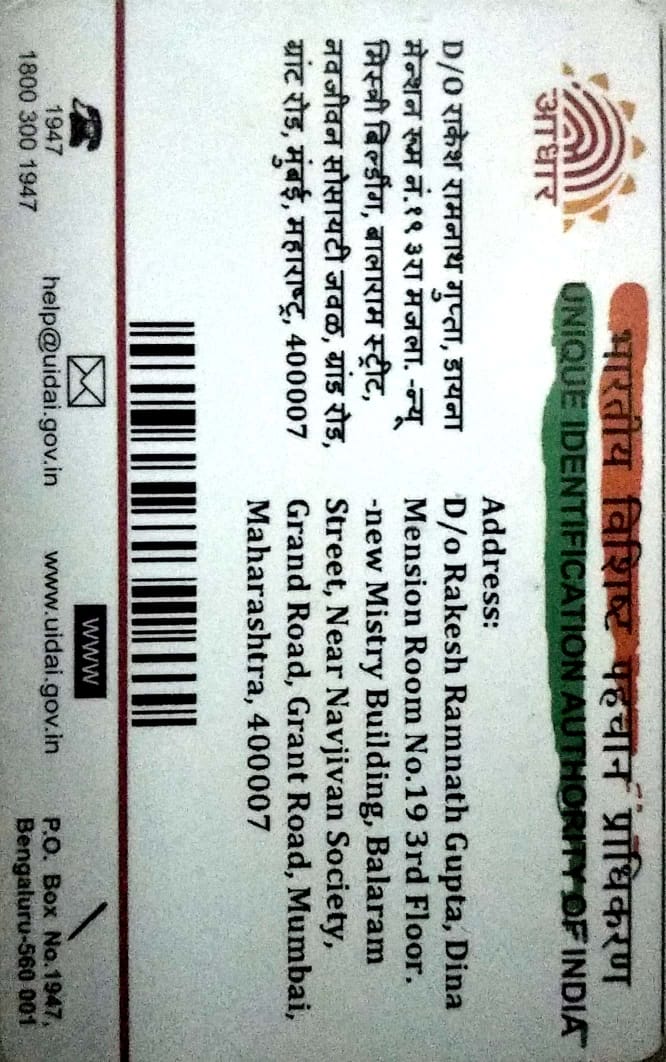 भारतीय विशिष्ट पहचान प्राधिकरण
UNIQUE IDENTIFICATION AUTHORITY OF INDIA
आधार
D/O राकेश रामनाथ गुप्ता, डायना
मेन्शन रूम नं.१९ ३रा मजला. -न्यू
मिस्त्री बिल्डींग, बालाराम स्ट्रीट,
नवजीवन सोसायटी जवळ, ग्रांड रोड,
ग्रांट रोड, मुंबई, महाराष्ट्र, 400007
Address:
D/o Rakesh Ramnath Gupta, Dina
Mension Room No.19 3rd Floor.
-new Mistry Building, Balaram
Street, Near Navjivan Society,
Grand Road, Grant Road, Mumbai,
Maharashtra, 400007
1947
1800 300 1947
help@uidai.gov.in
www
www.uidai.gov.in
P.O. Box No.1947,
Bengaluru-560 001